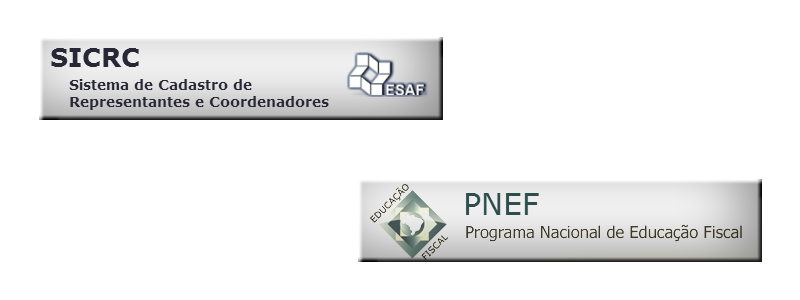 SICRC
Sistema de Cadastro de
Representantes e Coordenadores
ESAF
EDUCAÇÃO
FISCAL
PNEF
Programa Nacional de Educação Fiscal